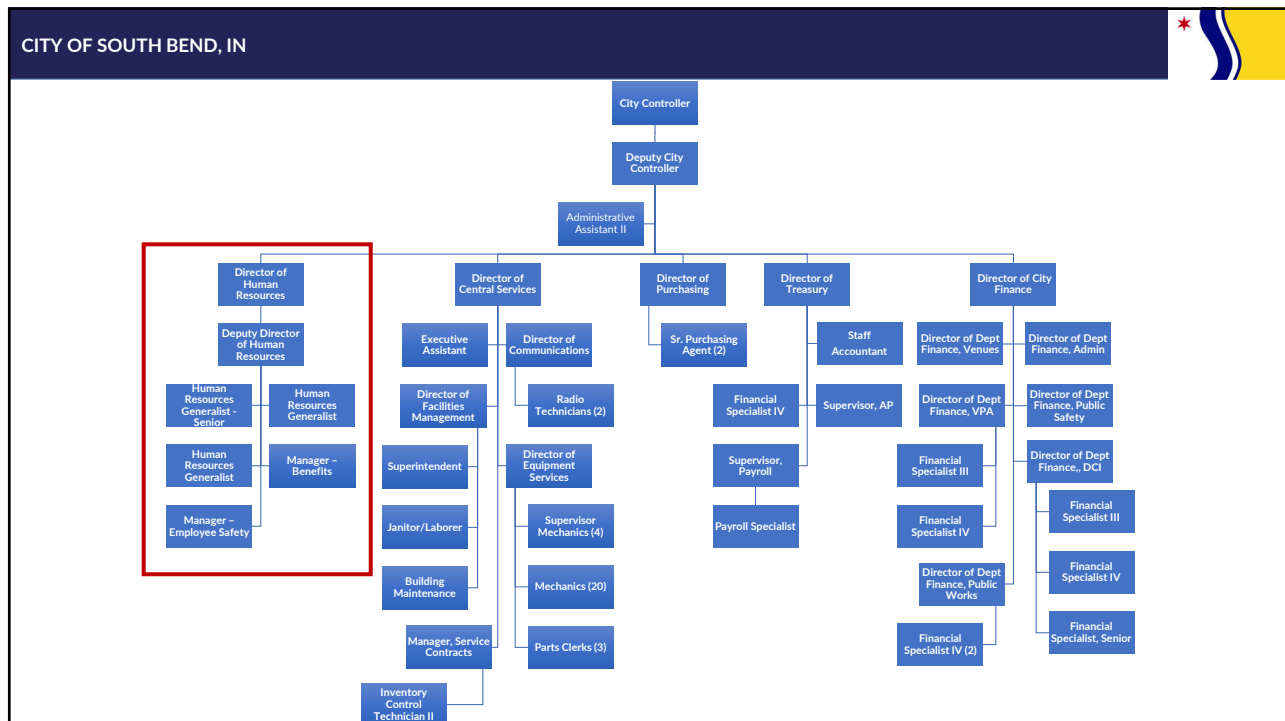 CITY OF SOUTH BEND, IN
City Controller
Deputy City
Controller
Administrative
Assistant II
Director of
Human
Resources
Deputy Director
of Human
Resources
Human
Resources
Generalist -
Senior
Human
Resources
Generalist
Human
Resources
Generalist
Manager –
Benefits
Manager –
Employee Safety
Director of
Central Services
Executive
Assistant
Director of
Communications
Director of
Facilities
Management
Radio
Technicians (2)
Superintendent
Director of
Equipment
Services
Janitor/Laborer
Supervisor
Mechanics (4)
Building
Maintenance
Mechanics (20)
Manager, Service
Contracts
Parts Clerks (3)
Inventory
Control
Technician II
Director of
Purchasing
Sr. Purchasing
Agent (2)
Director of
Treasury
Staff
Accountant
Financial
Specialist IV
Supervisor, AP
Supervisor,
Payroll
Payroll Specialist
Director of City
Finance
Director of Dept
Finance, Venues
Director of Dept
Finance, Admin
Director of Dept
Finance, VPA
Director of Dept
Finance, Public
Safety
Financial
Specialist III
Director of Dept
Finance,, DCI
Financial
Specialist IV
Financial
Specialist III
Director of Dept
Finance, Public
Works
Financial
Specialist IV
Financial
Specialist IV (2)
Financial
Specialist, Senior